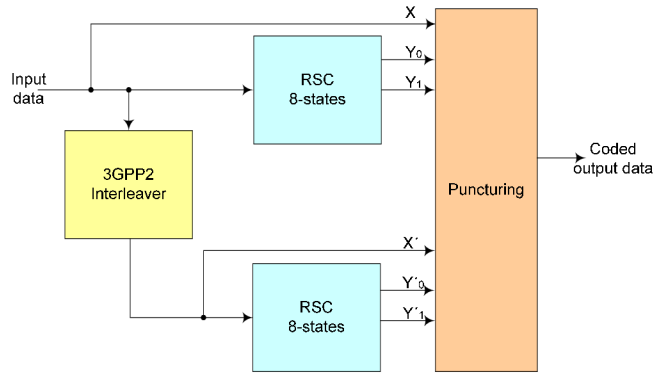 X
Y0
Y1
Input
data
RSC
8-states
3GPP2
Interleaver
Puncturing
Coded
output data
X´
Y´0
Y´1
RSC
8-states